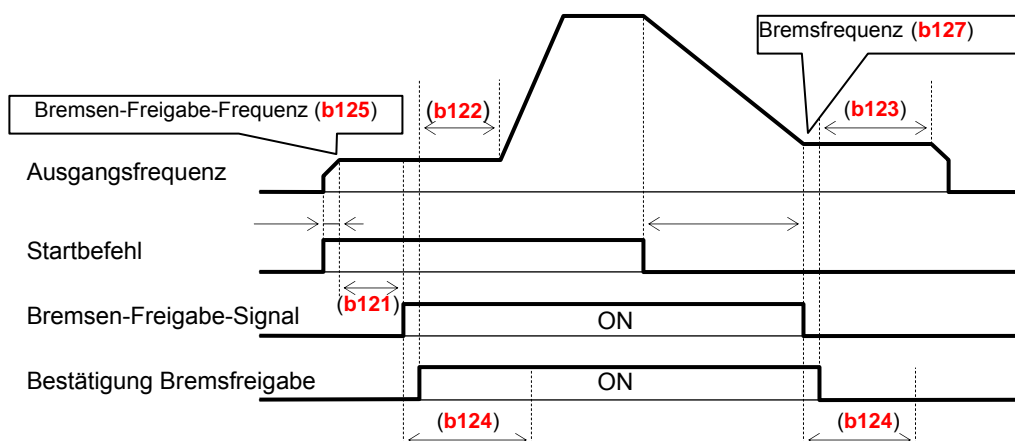 Bremsfrequenz (b127)
Bremsen-Freigabe-Frequenz (b125)
(b122)
(b123)
Ausgangsfrequenz
Startbefehl
(b121)
Bremsen-Freigabe-Signal
ON
Bestätigung Bremsfreigabe
ON
(b124)
(b124)